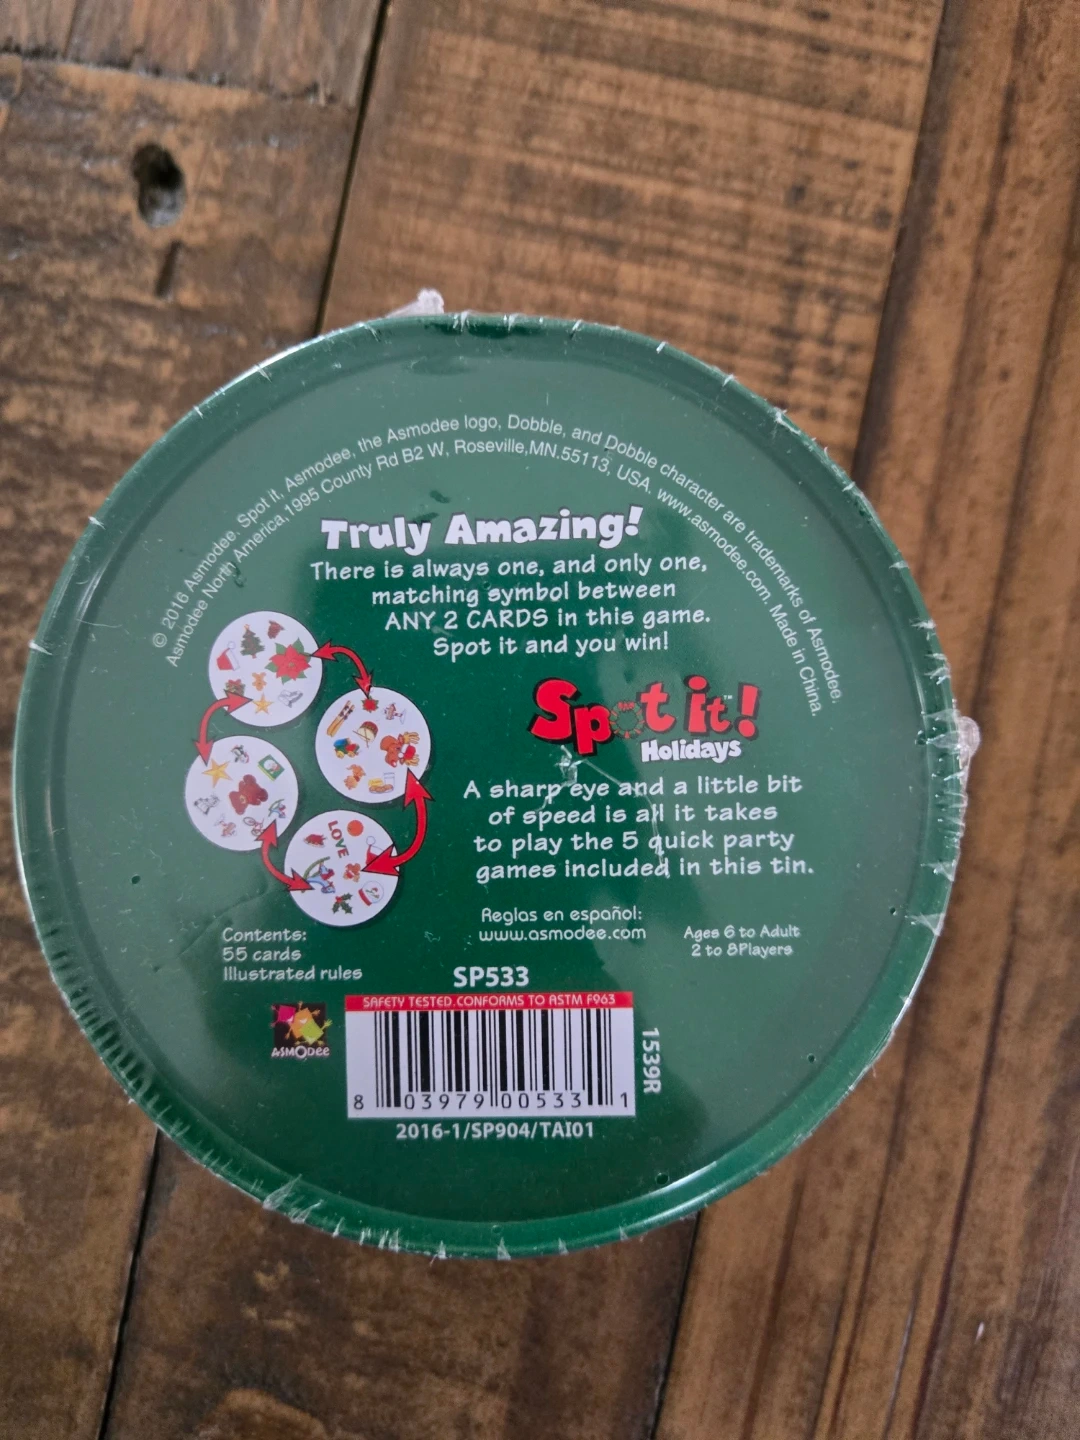 © 2016 Asmodee. Spot it, Asmodee, the Asmodee logo, Dobble, and Dobble character are trademarks of Asmodee.
Asmodee North America,1995 County Rd B2 W, Roseville,MN.55113, USA. www.asmodee.com. Made in China.
Truly Amazing!
There is always one, and only one,
matching symbol between
ANY 2 CARDS in this game.
Spot it and you win!
Spot it!™
Holidays
A sharp eye and a little bit
of speed is all it takes
to play the 5 quick party
games included in this tin.
LOVE
Reglas en español:
www.asmodee.com
Ages 6 to Adult
2 to 8Players
Contents:
55 cards
Illustrated rules
SP533
SAFETY TESTED.CONFORMS TO ASTM F963
ASMODEE
1539R
8 03979 00533 1
2016-1/SP904/TAI01